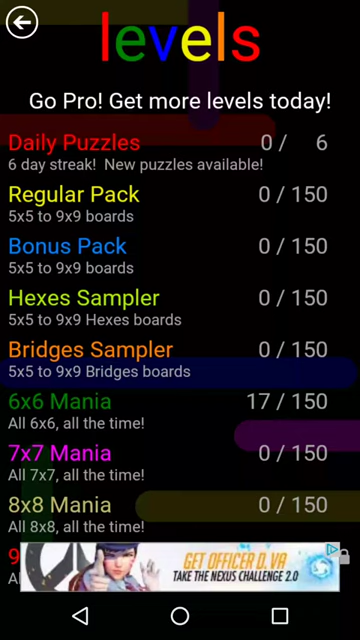 levels
Go Pro! Get more levels today!
Daily Puzzles 0 / 6
6 day streak! New puzzles available!
Regular Pack 0 / 150
5x5 to 9x9 boards
Bonus Pack 0 / 150
5x5 to 9x9 boards
Hexes Sampler 0 / 150
5x5 to 9x9 Hexes boards
Bridges Sampler 0 / 150
5x5 to 9x9 Bridges boards
6x6 Mania 17 / 150
All 6x6, all the time!
7x7 Mania 0 / 150
All 7x7, all the time!
8x8 Mania 0 / 150
All 8x8, all the time!
9
Al
GET OFFICER D.VA
TAKE THE NEXUS CHALLENGE 2.0